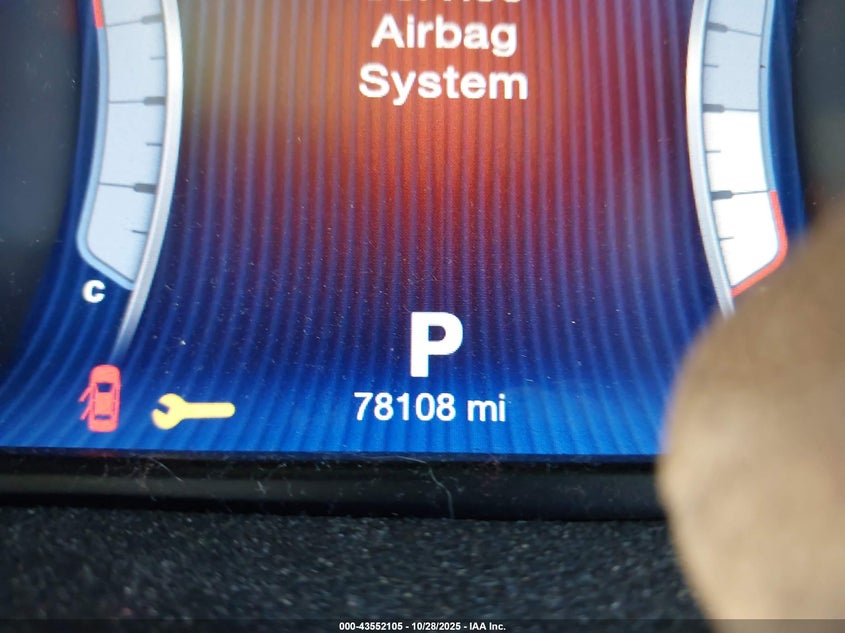 Airbag
System
C
P
78108 mi
000-43552105 - 10/28/2025 - IAA Inc.